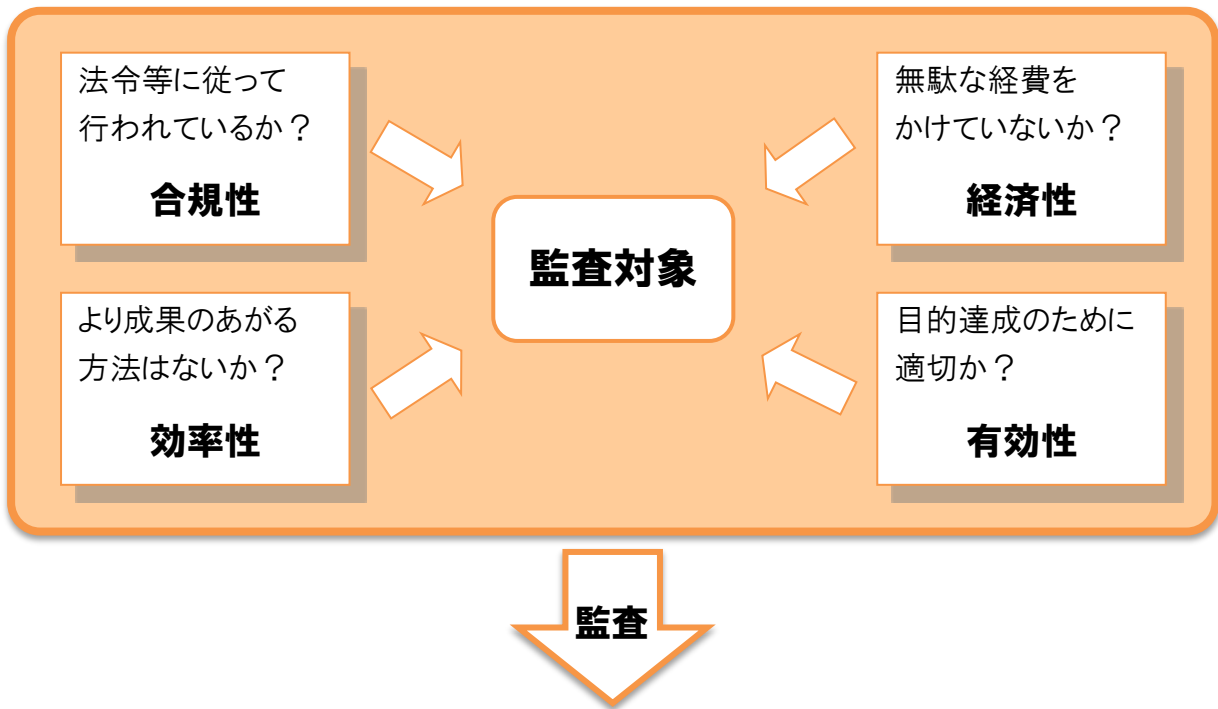 法令等に従って
行われているか？
合規性
無駄な経費を
かけていないか？
経済性
監査対象
より成果のあがる
方法はないか？
効率性
目的達成のために
適切か？
有効性
監査